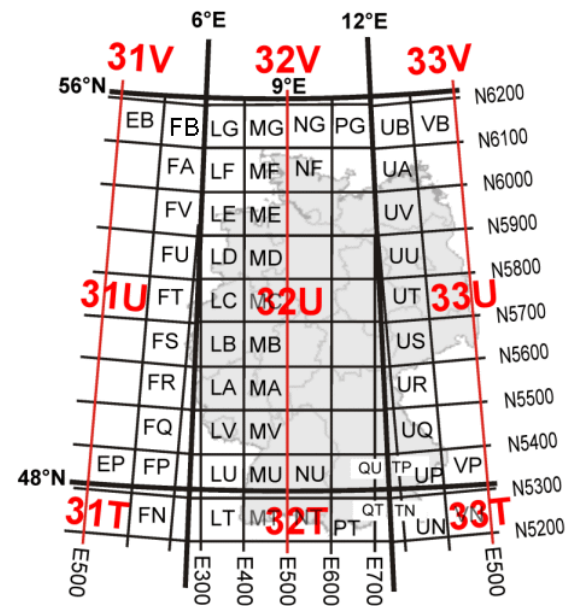 6°E 12°E
31V 32V 33V
56°N 9°E N6200
EB FB LG MG NG PG UB VB N6100
FA LF MF NF UA N6000
FV LE ME UV N5900
FU LD MD UU N5800
31U FT LC MC 32U UT 33U N5700
FS LB MB US N5600
FR LA MA UR N5500
FQ LV MV UQ N5400
48°N EP FP LU MU NU QU TP UP VP N5300
31T FN LT MT 32T PT QT TN UN 33T N5200
E500 E300 E400 E500 E600 E700 E500